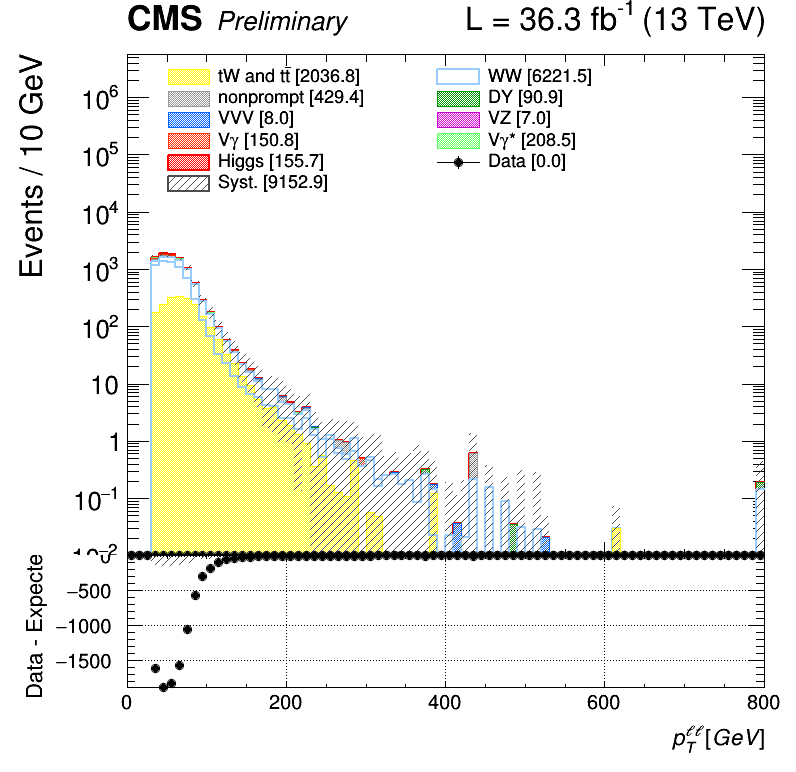 CMS Preliminary L = 36.3 fb⁻¹ (13 TeV)
Events / 10 GeV
tW and tt̄ [2036.8]
nonprompt [429.4]
VVV [8.0]
Vγ [150.8]
Higgs [155.7]
Syst. [9152.9]
WW [6221.5]
DY [90.9]
VZ [7.0]
Vγ* [208.5]
Data [0.0]
10⁶
10⁵
10⁴
10³
10²
10
1
10⁻¹
Data - Expecte
−500
−1000
−1500
0 200 400 600 800
p_T^ℓℓ [GeV]